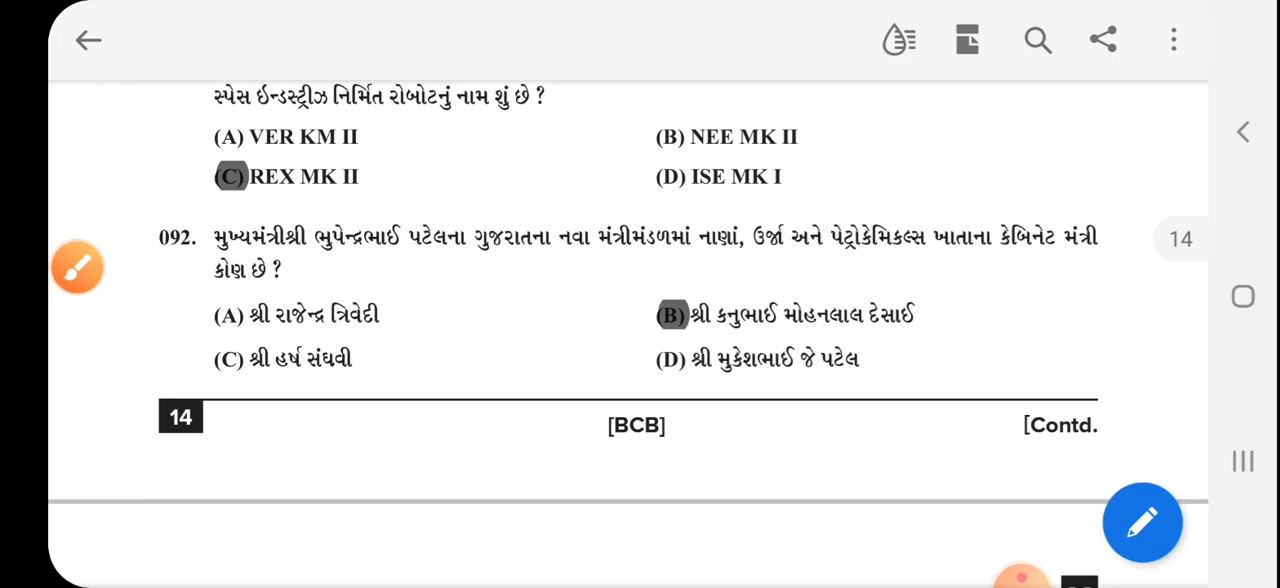 સ્પેસ ઇન્ડસ્ટ્રીઝ નિર્મિત રોબોટનું નામ શું છે ?
(A) VER KM II (B) NEE MK II
(C) REX MK II (D) ISE MK I
092. મુખ્યમંત્રીશ્રી ભુપેન્દ્રભાઈ પટેલના ગુજરાતના નવા મંત્રીમંડળમાં નાણાં, ઉર્જા અને પેટ્રોકેમિકલ્સ ખાતાના કેબિનેટ મંત્રી
કોણ છે ?
(A) શ્રી રાજેન્દ્ર ત્રિવેદી (B) શ્રી કનુભાઈ મોહનલાલ દેસાઈ
(C) શ્રી હર્ષ સંઘવી (D) શ્રી મુકેશભાઈ જે પટેલ
14 [BCB] [Contd.
14